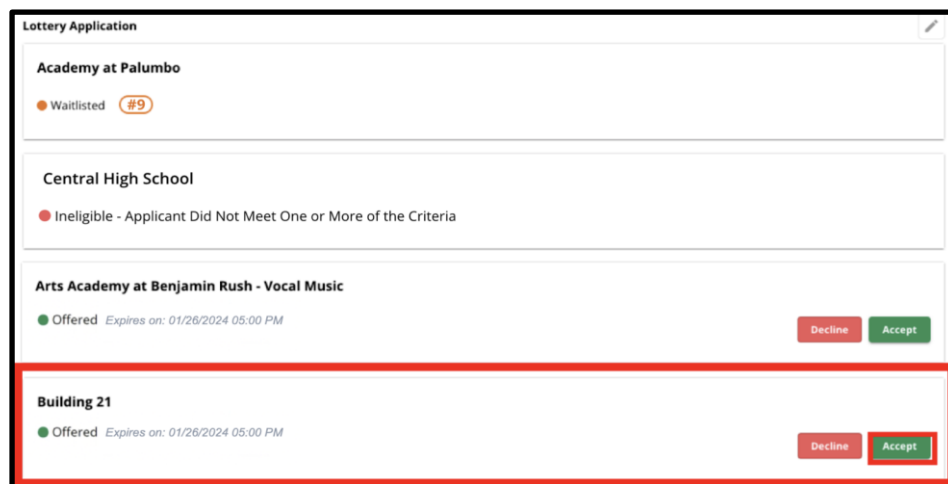 Lottery Application
Academy at Palumbo
Waitlisted #9
Central High School
Ineligible - Applicant Did Not Meet One or More of the Criteria
Arts Academy at Benjamin Rush - Vocal Music
Offered Expires on: 01/26/2024 05:00 PM
Decline Accept
Building 21
Offered Expires on: 01/26/2024 05:00 PM
Decline Accept